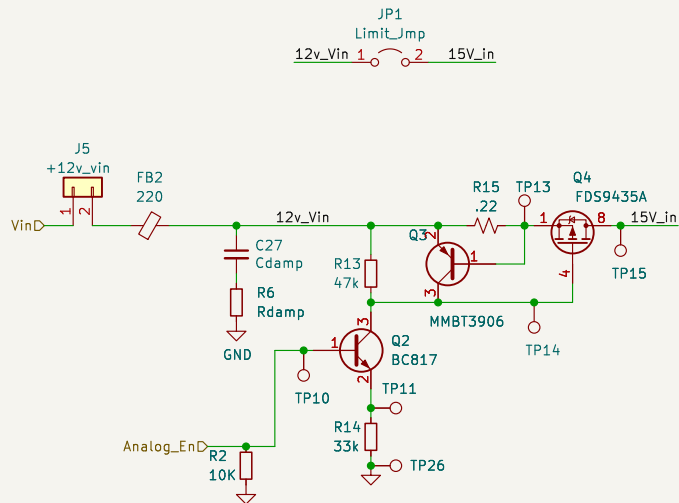 JP1
Limit_Jmp
12v_Vin 1 2 15V_in
J5
+12v_vin
FB2
220
Vin
1
2
12v_Vin
C27
Cdamp
R6
Rdamp
GND
R13
47k
Q3
2
1
3
MMBT3906
R15
.22
TP13
Q4
FDS9435A
1
8
4
15V_in
TP15
TP14
3
Q2
BC817
1
2
TP10
TP11
R14
33k
TP26
Analog_En
R2
10K